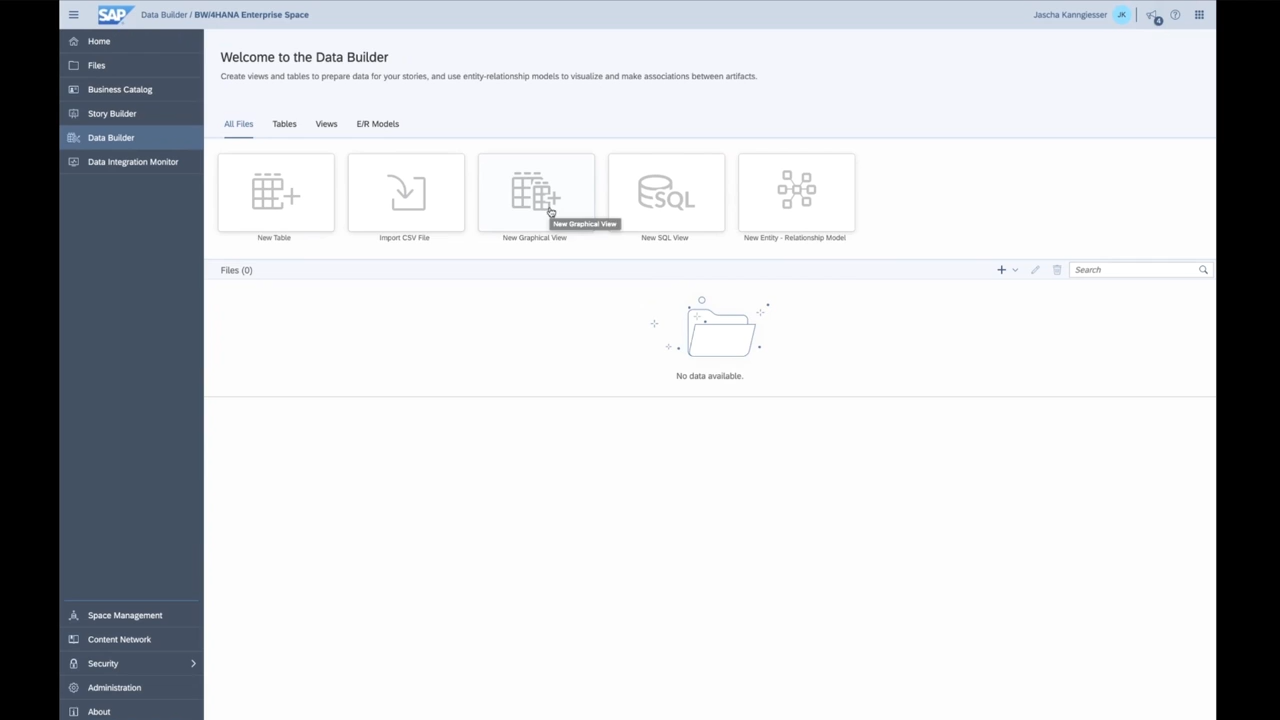 SAP
Data Builder / BW/4HANA Enterprise Space
Jascha Kanngiesser JK
4
Home
Files
Business Catalog
Story Builder
Data Builder
Data Integration Monitor
Space Management
Content Network
Security
Administration
About
Welcome to the Data Builder
Create views and tables to prepare data for your stories, and use entity-relationship models to visualize and make associations between artifacts.
All Files Tables Views E/R Models
SQL
New Graphical View
New Table Import CSV File New Graphical View New SQL View New Entity - Relationship Model
Files (0) Search
No data available.